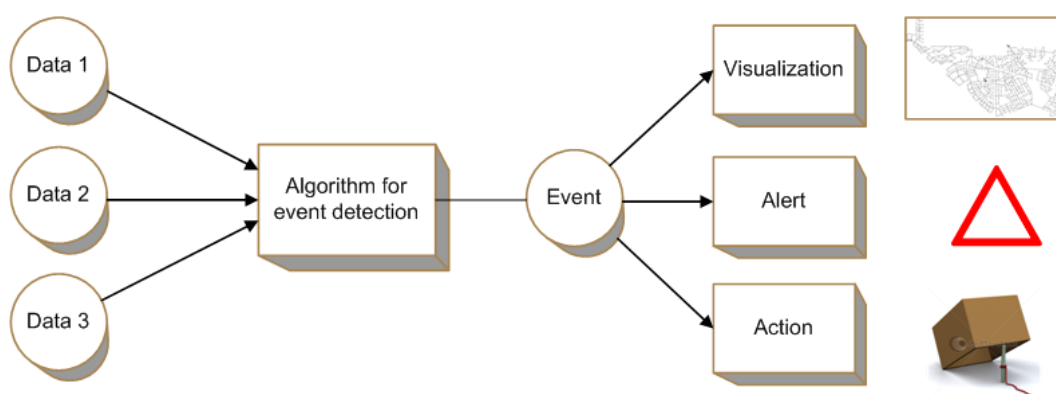 Data 1
Data 2
Data 3
Algorithm for
event detection
Event
Visualization
Alert
Action